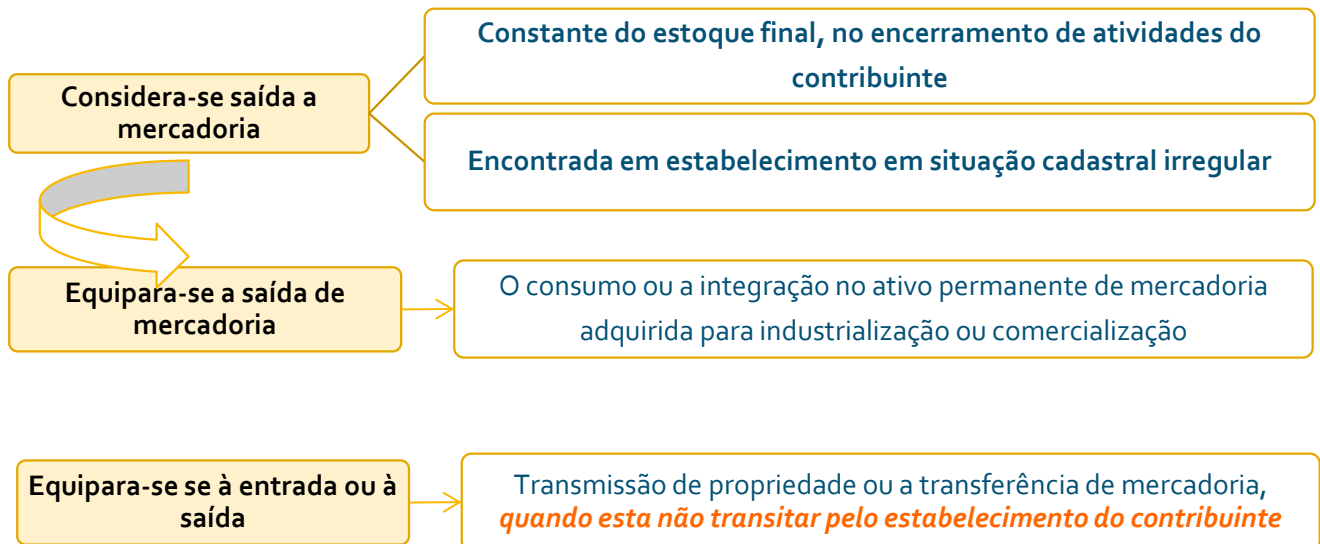 Considera-se saída a
mercadoria
Constante do estoque final, no encerramento de atividades do
contribuinte
Encontrada em estabelecimento em situação cadastral irregular
Equipara-se a saída de
mercadoria
O consumo ou a integração no ativo permanente de mercadoria
adquirida para industrialização ou comercialização
Equipara-se se à entrada ou à
saída
Transmissão de propriedade ou a transferência de mercadoria,
quando esta não transitar pelo estabelecimento do contribuinte